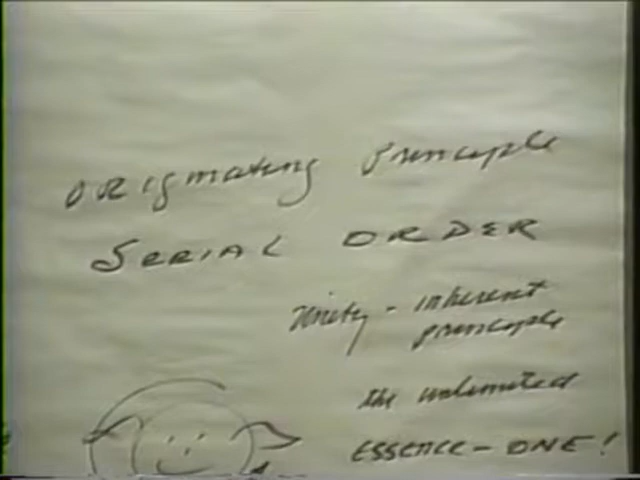 ORIginating Principle
SERIAL ORDER
Unity - inherent
principle
the unlimited
ESSENCE - ONE!